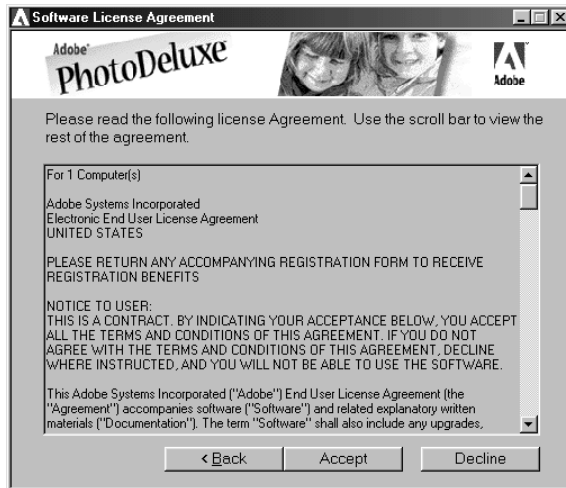 Software License Agreement
Adobe®
PhotoDeluxe
Adobe
Please read the following license Agreement. Use the scroll bar to view the
rest of the agreement.
For 1 Computer(s)
Adobe Systems Incorporated
Electronic End User License Agreement
UNITED STATES
PLEASE RETURN ANY ACCOMPANYING REGISTRATION FORM TO RECEIVE
REGISTRATION BENEFITS
NOTICE TO USER:
THIS IS A CONTRACT. BY INDICATING YOUR ACCEPTANCE BELOW, YOU ACCEPT
ALL THE TERMS AND CONDITIONS OF THIS AGREEMENT. IF YOU DO NOT
AGREE WITH THE TERMS AND CONDITIONS OF THIS AGREEMENT, DECLINE
WHERE INSTRUCTED, AND YOU WILL NOT BE ABLE TO USE THE SOFTWARE.
This Adobe Systems Incorporated ("Adobe") End User License Agreement (the
"Agreement") accompanies software ("Software") and related explanatory written
materials ("Documentation"). The term "Software" shall also include any upgrades,
< Back Accept Decline